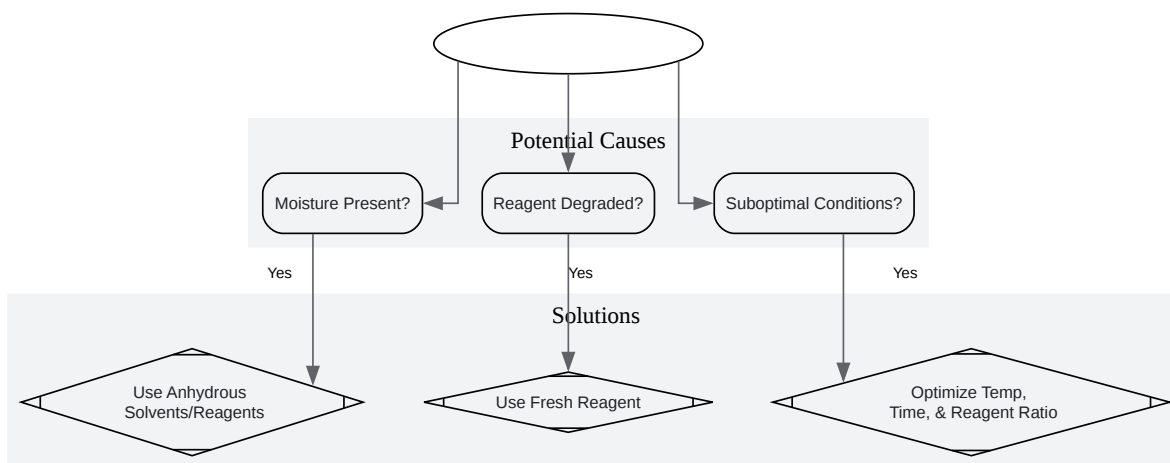 Potential Causes
Moisture Present?
Reagent Degraded?
Suboptimal Conditions?
Yes
Yes
Yes
Solutions
Use Anhydrous
Solvents/Reagents
Use Fresh Reagent
Optimize Temp,
Time, & Reagent Ratio